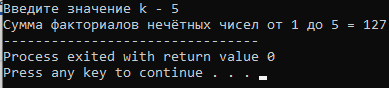 Введите значение k - 5
Сумма факториалов нечётных чисел от 1 до 5 = 127
--------------------------------
Process exited with return value 0
Press any key to continue . . .